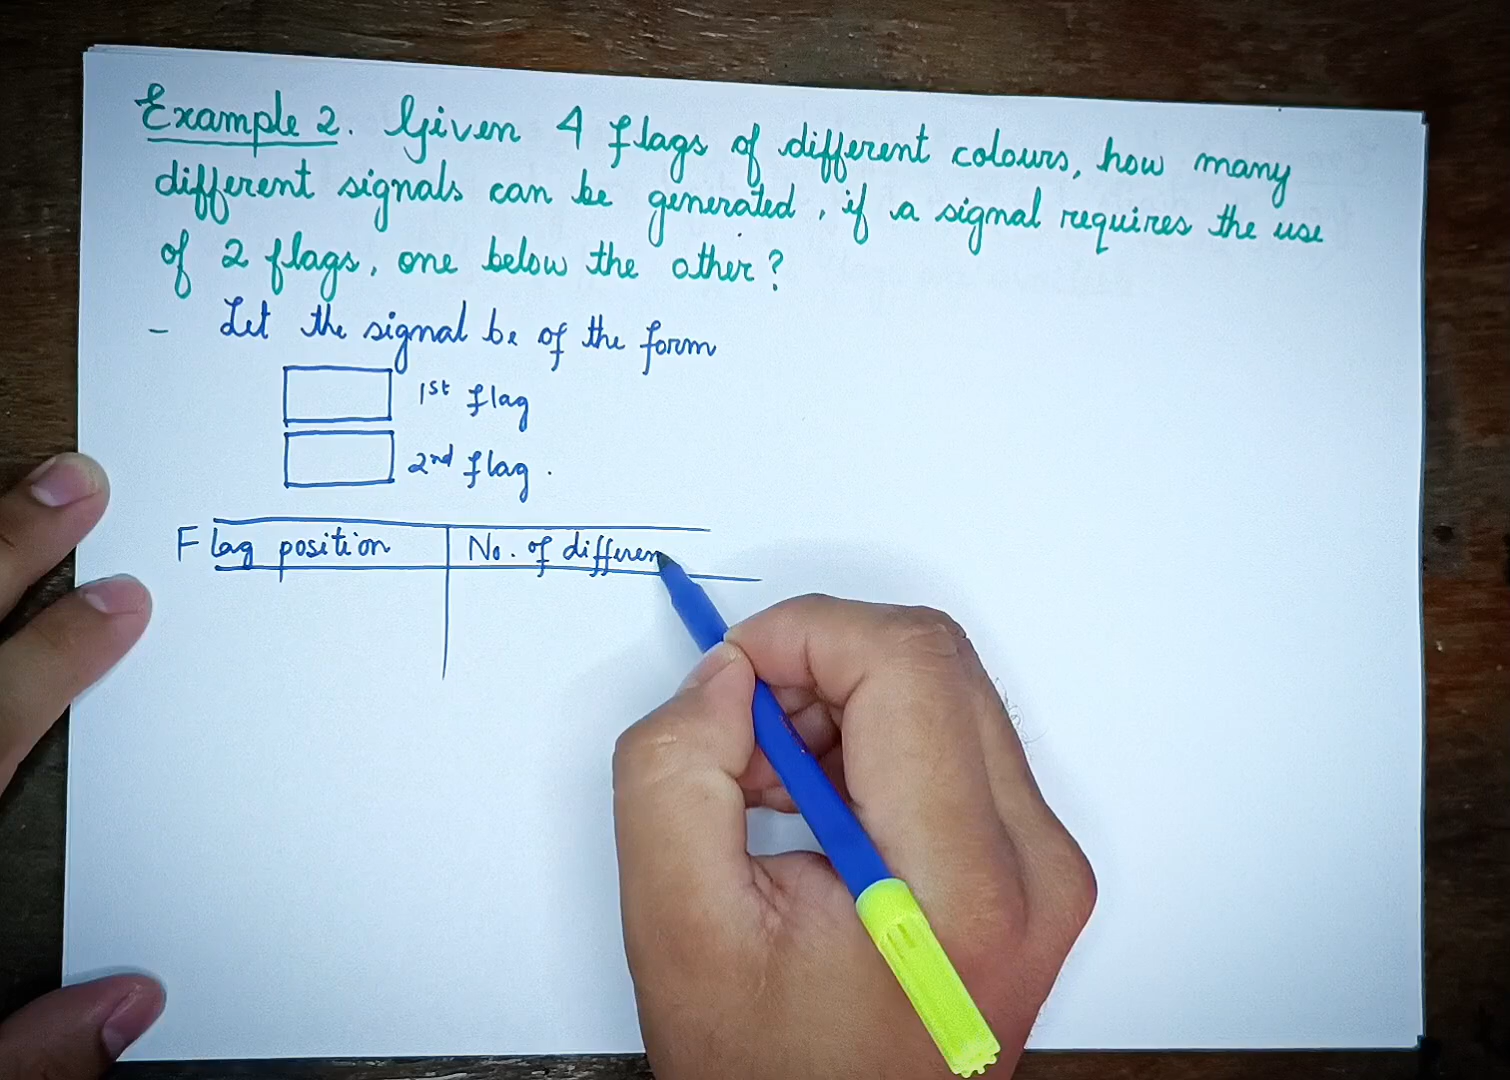 Example 2. Given 4 flags of different colours, how many
different signals can be generated, if a signal requires the use
of 2 flags, one below the other?
- Let the signal be of the form
1st flag
2nd flag.
Flag position No. of differen